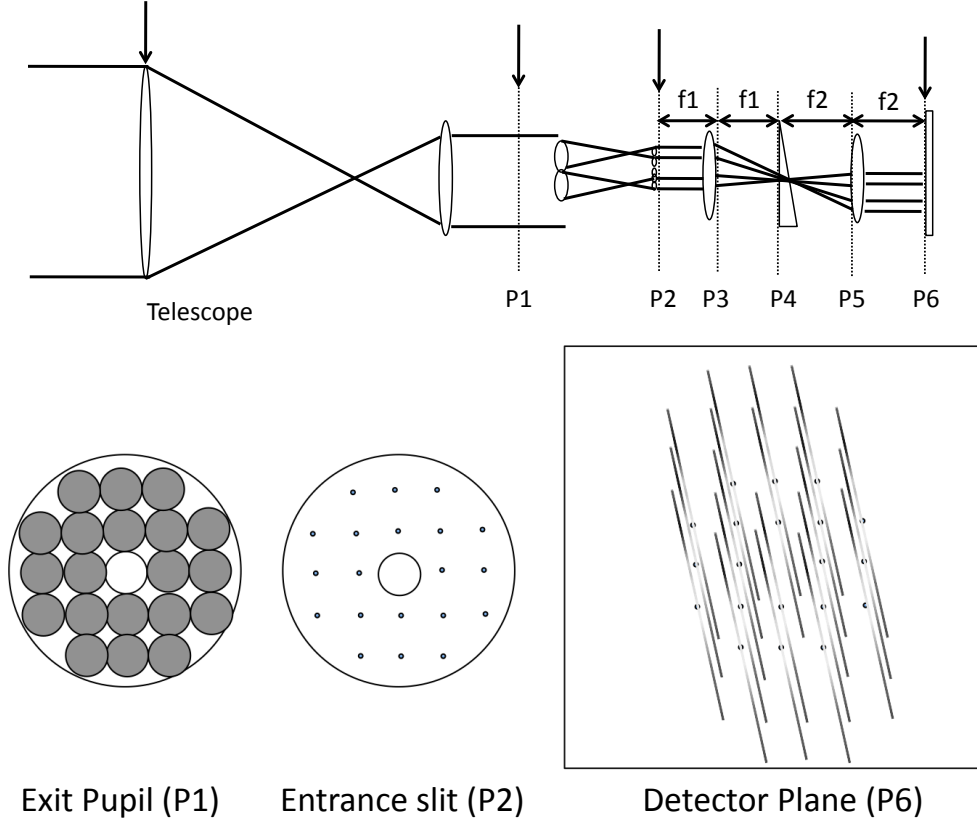 f1 f1 f2 f2
P1 P2 P3 P4 P5 P6
Telescope
Exit Pupil (P1) Entrance slit (P2) Detector Plane (P6)